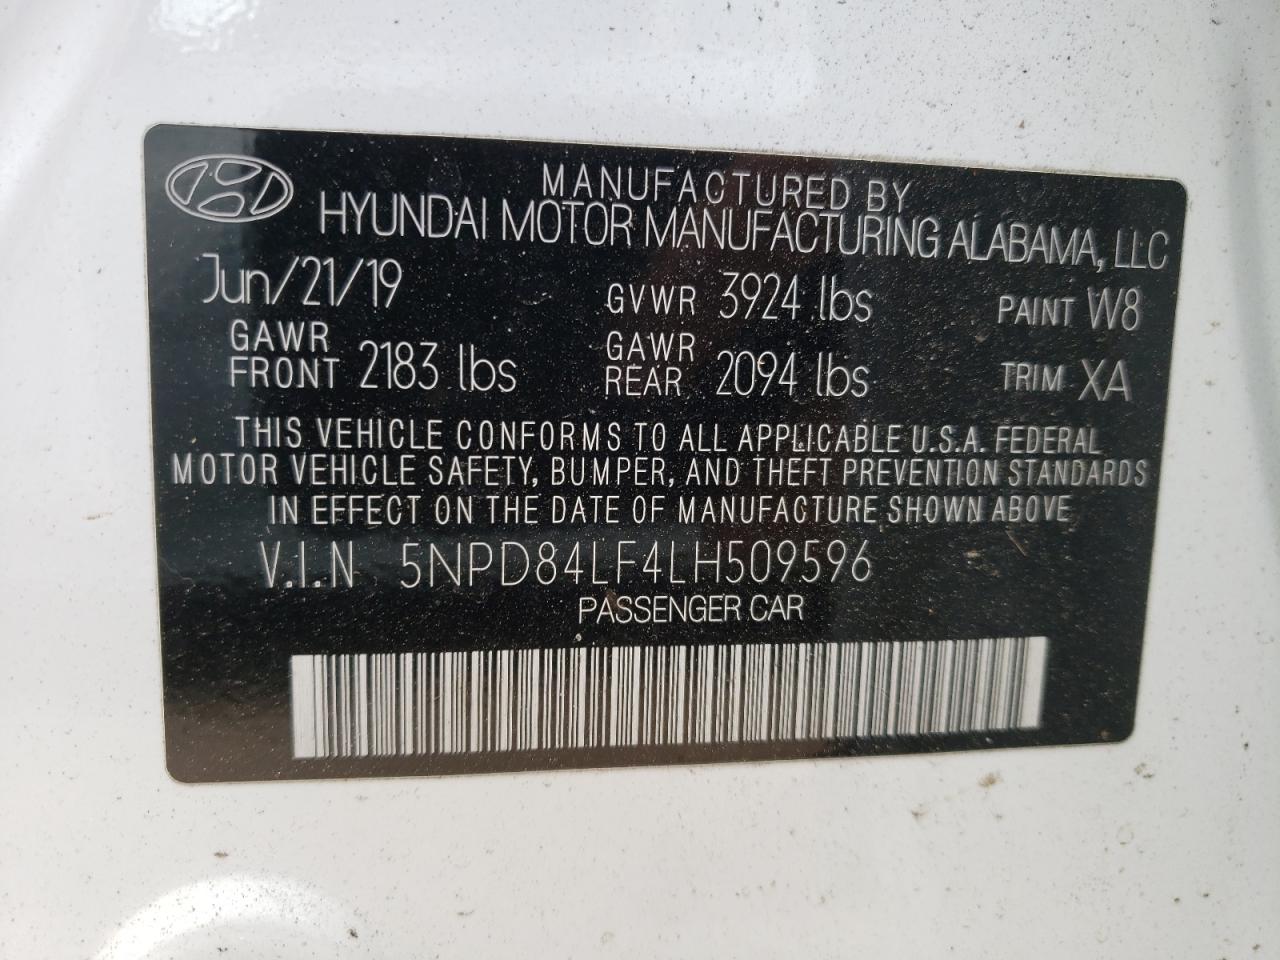 MANUFACTURED BY
HYUNDAI MOTOR MANUFACTURING ALABAMA, LLC
Jun/21/19 GVWR 3924 lbs PAINT W8
GAWR FRONT 2183 lbs GAWR REAR 2094 lbs TRIM XA
THIS VEHICLE CONFORMS TO ALL APPLICABLE U.S.A. FEDERAL
MOTOR VEHICLE SAFETY, BUMPER, AND THEFT PREVENTION STANDARDS
IN EFFECT ON THE DATE OF MANUFACTURE SHOWN ABOVE
V.I.N 5NPD84LF4LH509596
PASSENGER CAR